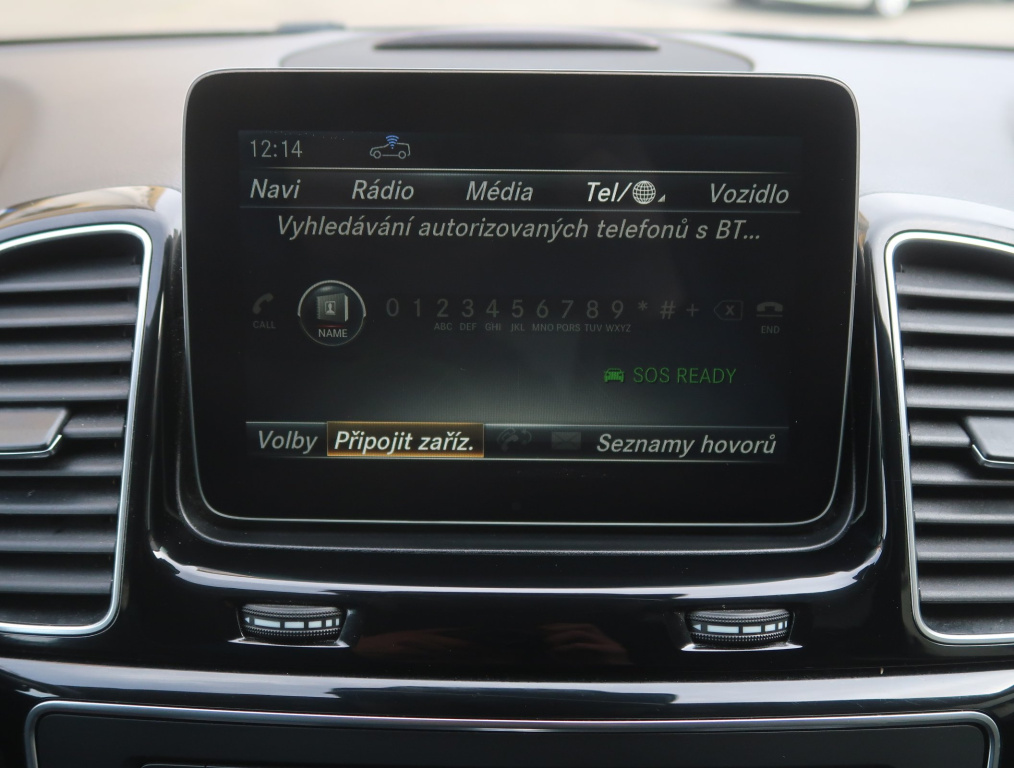 12:14
Navi Rádio Média Tel/ Vozidlo
Vyhledávání autorizovaných telefonů s BT...
CALL NAME 0 1 2 3 4 5 6 7 8 9 * # + END
ABC DEF GHI JKL MNO PQRS TUV WXYZ
SOS READY
Volby Připojit zaříz. Seznamy hovorů